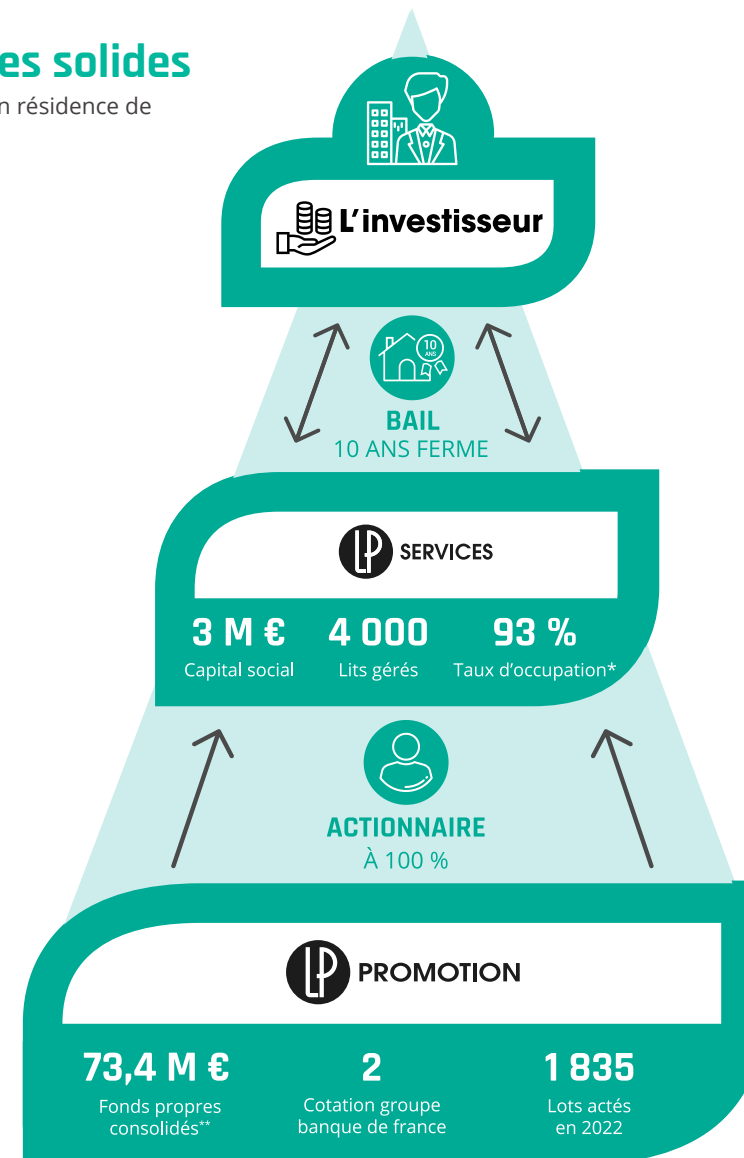 es solides
n résidence de
L'investisseur
10
ANS
BAIL
10 ANS FERME
LP SERVICES
3 M € 4 000 93 %
Capital social Lits gérés Taux d'occupation*
ACTIONNAIRE
À 100 %
LP PROMOTION
73,4 M € 2 1 835
Fonds propres Cotation groupe Lots actés
consolidés** banque de france en 2022